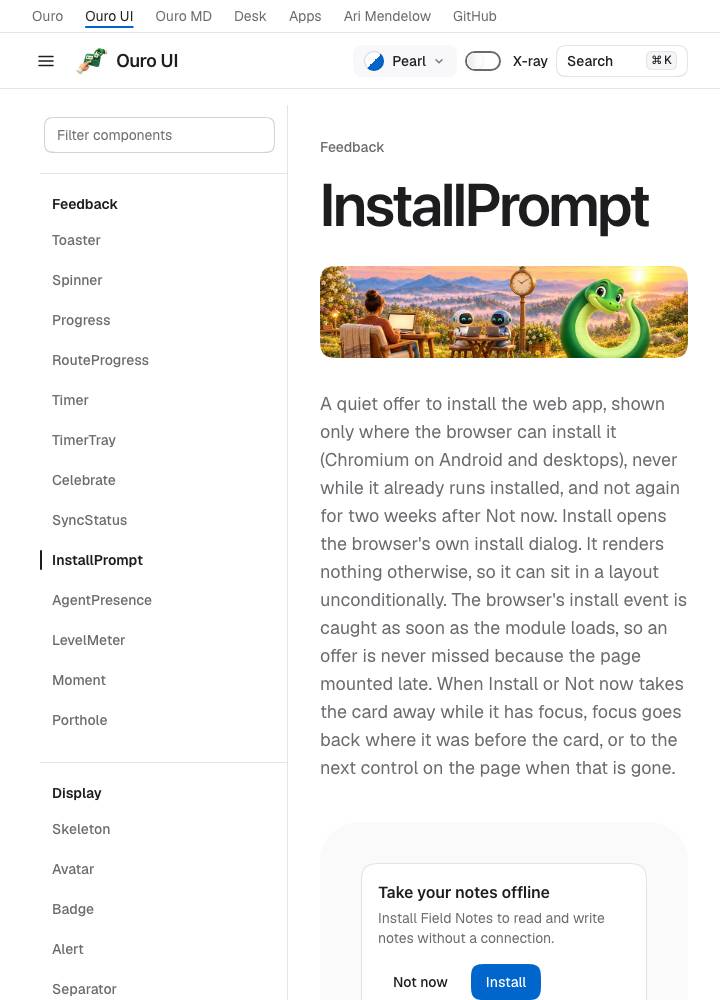 Ouro
Ouro UI
Ouro MD
Desk
Apps
Ari Mendelow
GitHub
Ouro UI
Pearl
X-ray
Search
⌘ K
Filter components
Feedback
Toaster
Spinner
Progress
RouteProgress
Timer
TimerTray
Celebrate
SyncStatus
InstallPrompt
AgentPresence
LevelMeter
Moment
Porthole
Display
Skeleton
Avatar
Badge
Alert
Separator
Feedback
InstallPrompt
A quiet offer to install the web app, shown
only where the browser can install it
(Chromium on Android and desktops), never
while it already runs installed, and not again
for two weeks after Not now. Install opens
the browser's own install dialog. It renders
nothing otherwise, so it can sit in a layout
unconditionally. The browser's install event is
caught as soon as the module loads, so an
offer is never missed because the page
mounted late. When Install or Not now takes
the card away while it has focus, focus goes
back where it was before the card, or to the
next control on the page when that is gone.
Take your notes offline
Install Field Notes to read and write
notes without a connection.
Not now
Install